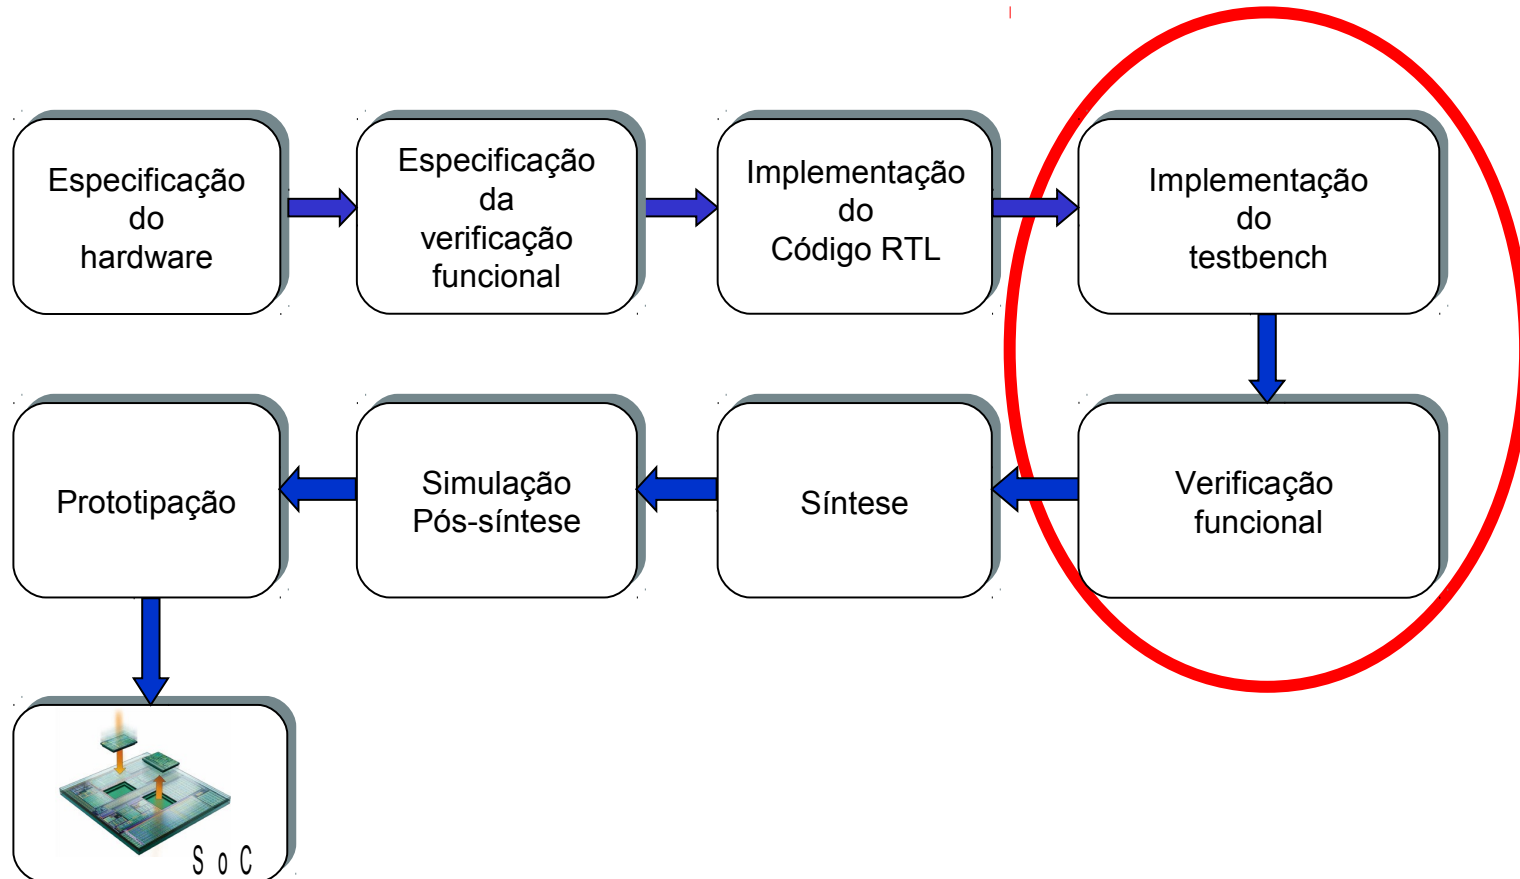 Especificação
do
hardware
Especificação
da
verificação
funcional
Implementação
do
Código RTL
Implementação
do
testbench
Verificação
funcional
Síntese
Simulação
Pós-síntese
Prototipação
S o C